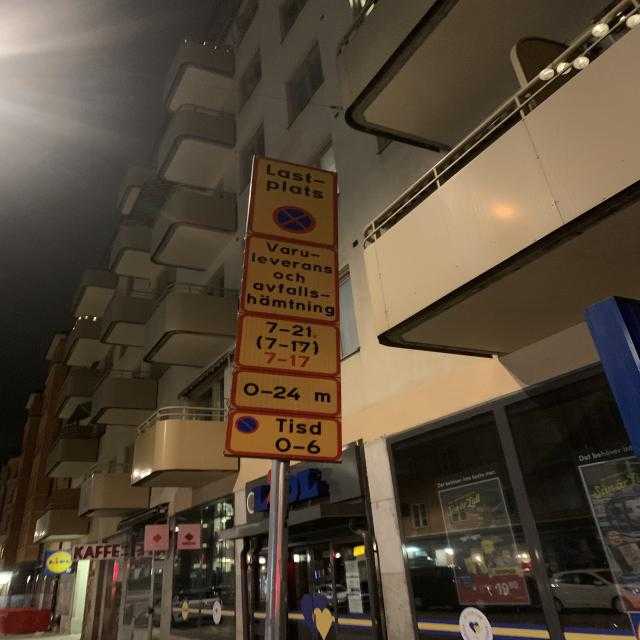 Last-
plats
Varu-
leverans
och
avfalls-
hämtning
7-21
(7-17)
7-17
0-24 m
Tisd
0-6
KAFFE